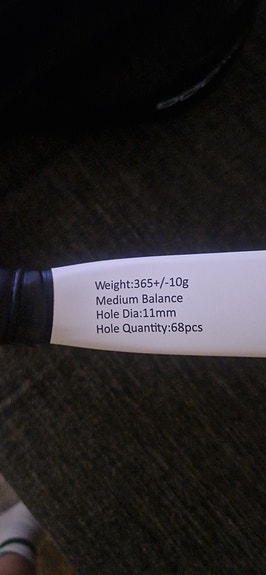 Weight:365+/-10g
Medium Balance
Hole Dia:11mm
Hole Quantity:68pcs